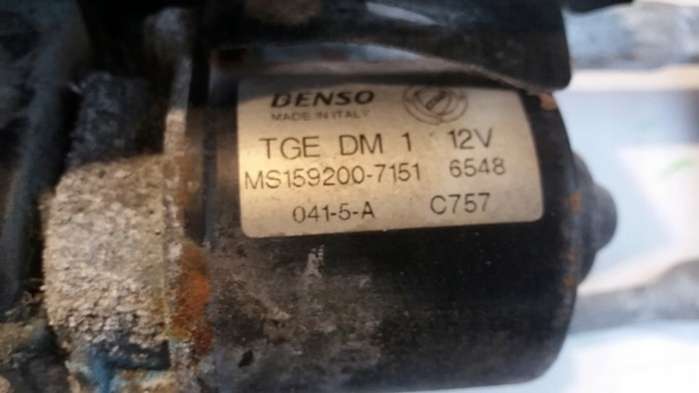 DENSO
MADE IN ITALY
TGE DM 1 12V
MS159200-7151 6548
041-5-A C757